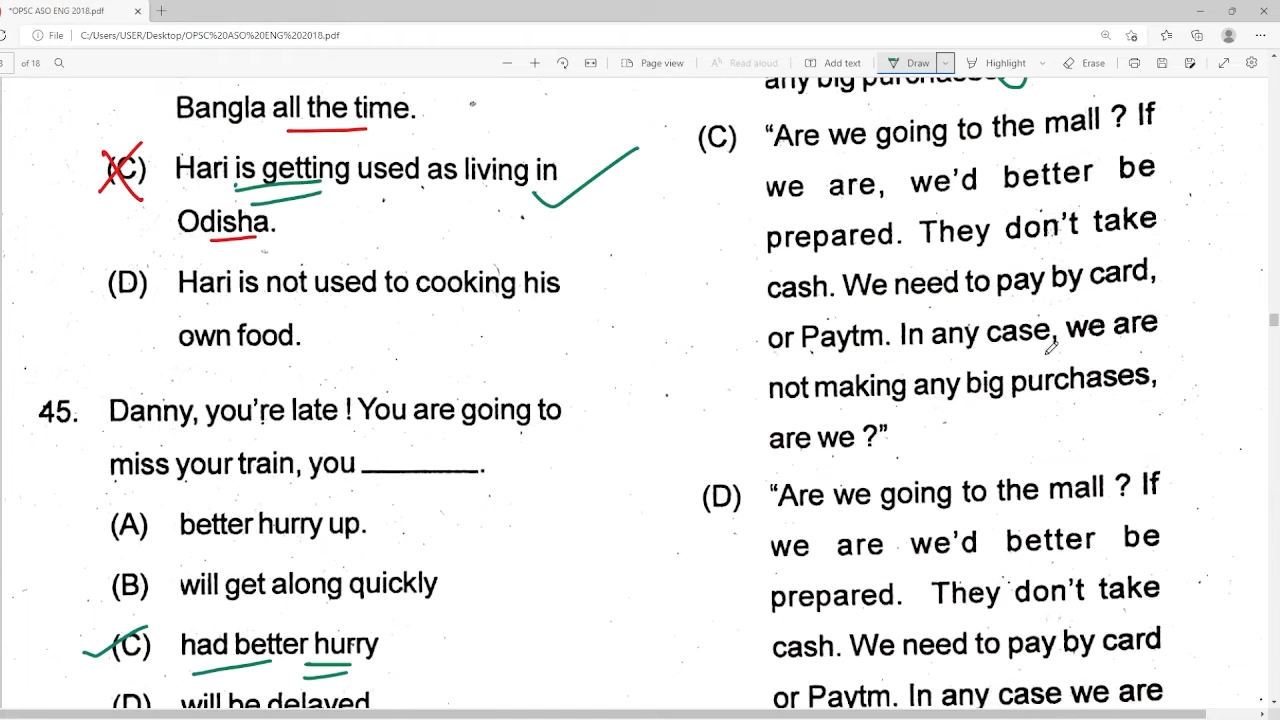 *OPSC ASO ENG 2018.pdf
File C:/Users/USER/Desktop/OPSC%20ASO%20ENG%202018.pdf
of 18 Page view Read aloud Add text Draw Highlight Erase
Bangla all the time.
(C) Hari is getting used as living in
Odisha.
(D) Hari is not used to cooking his
own food.
45. Danny, you're late ! You are going to
miss your train, you ________.
(A) better hurry up.
(B) will get along quickly
(C) had better hurry
(D) will be delayed
any big purchases
(C) “Are we going to the mall ? If
we are, we'd better be
prepared. They don't take
cash. We need to pay by card,
or Paytm. In any case, we are
not making any big purchases,
are we ?”
(D) “Are we going to the mall ? If
we are we'd better be
prepared. They don't take
cash. We need to pay by card
or Paytm. In any case we are